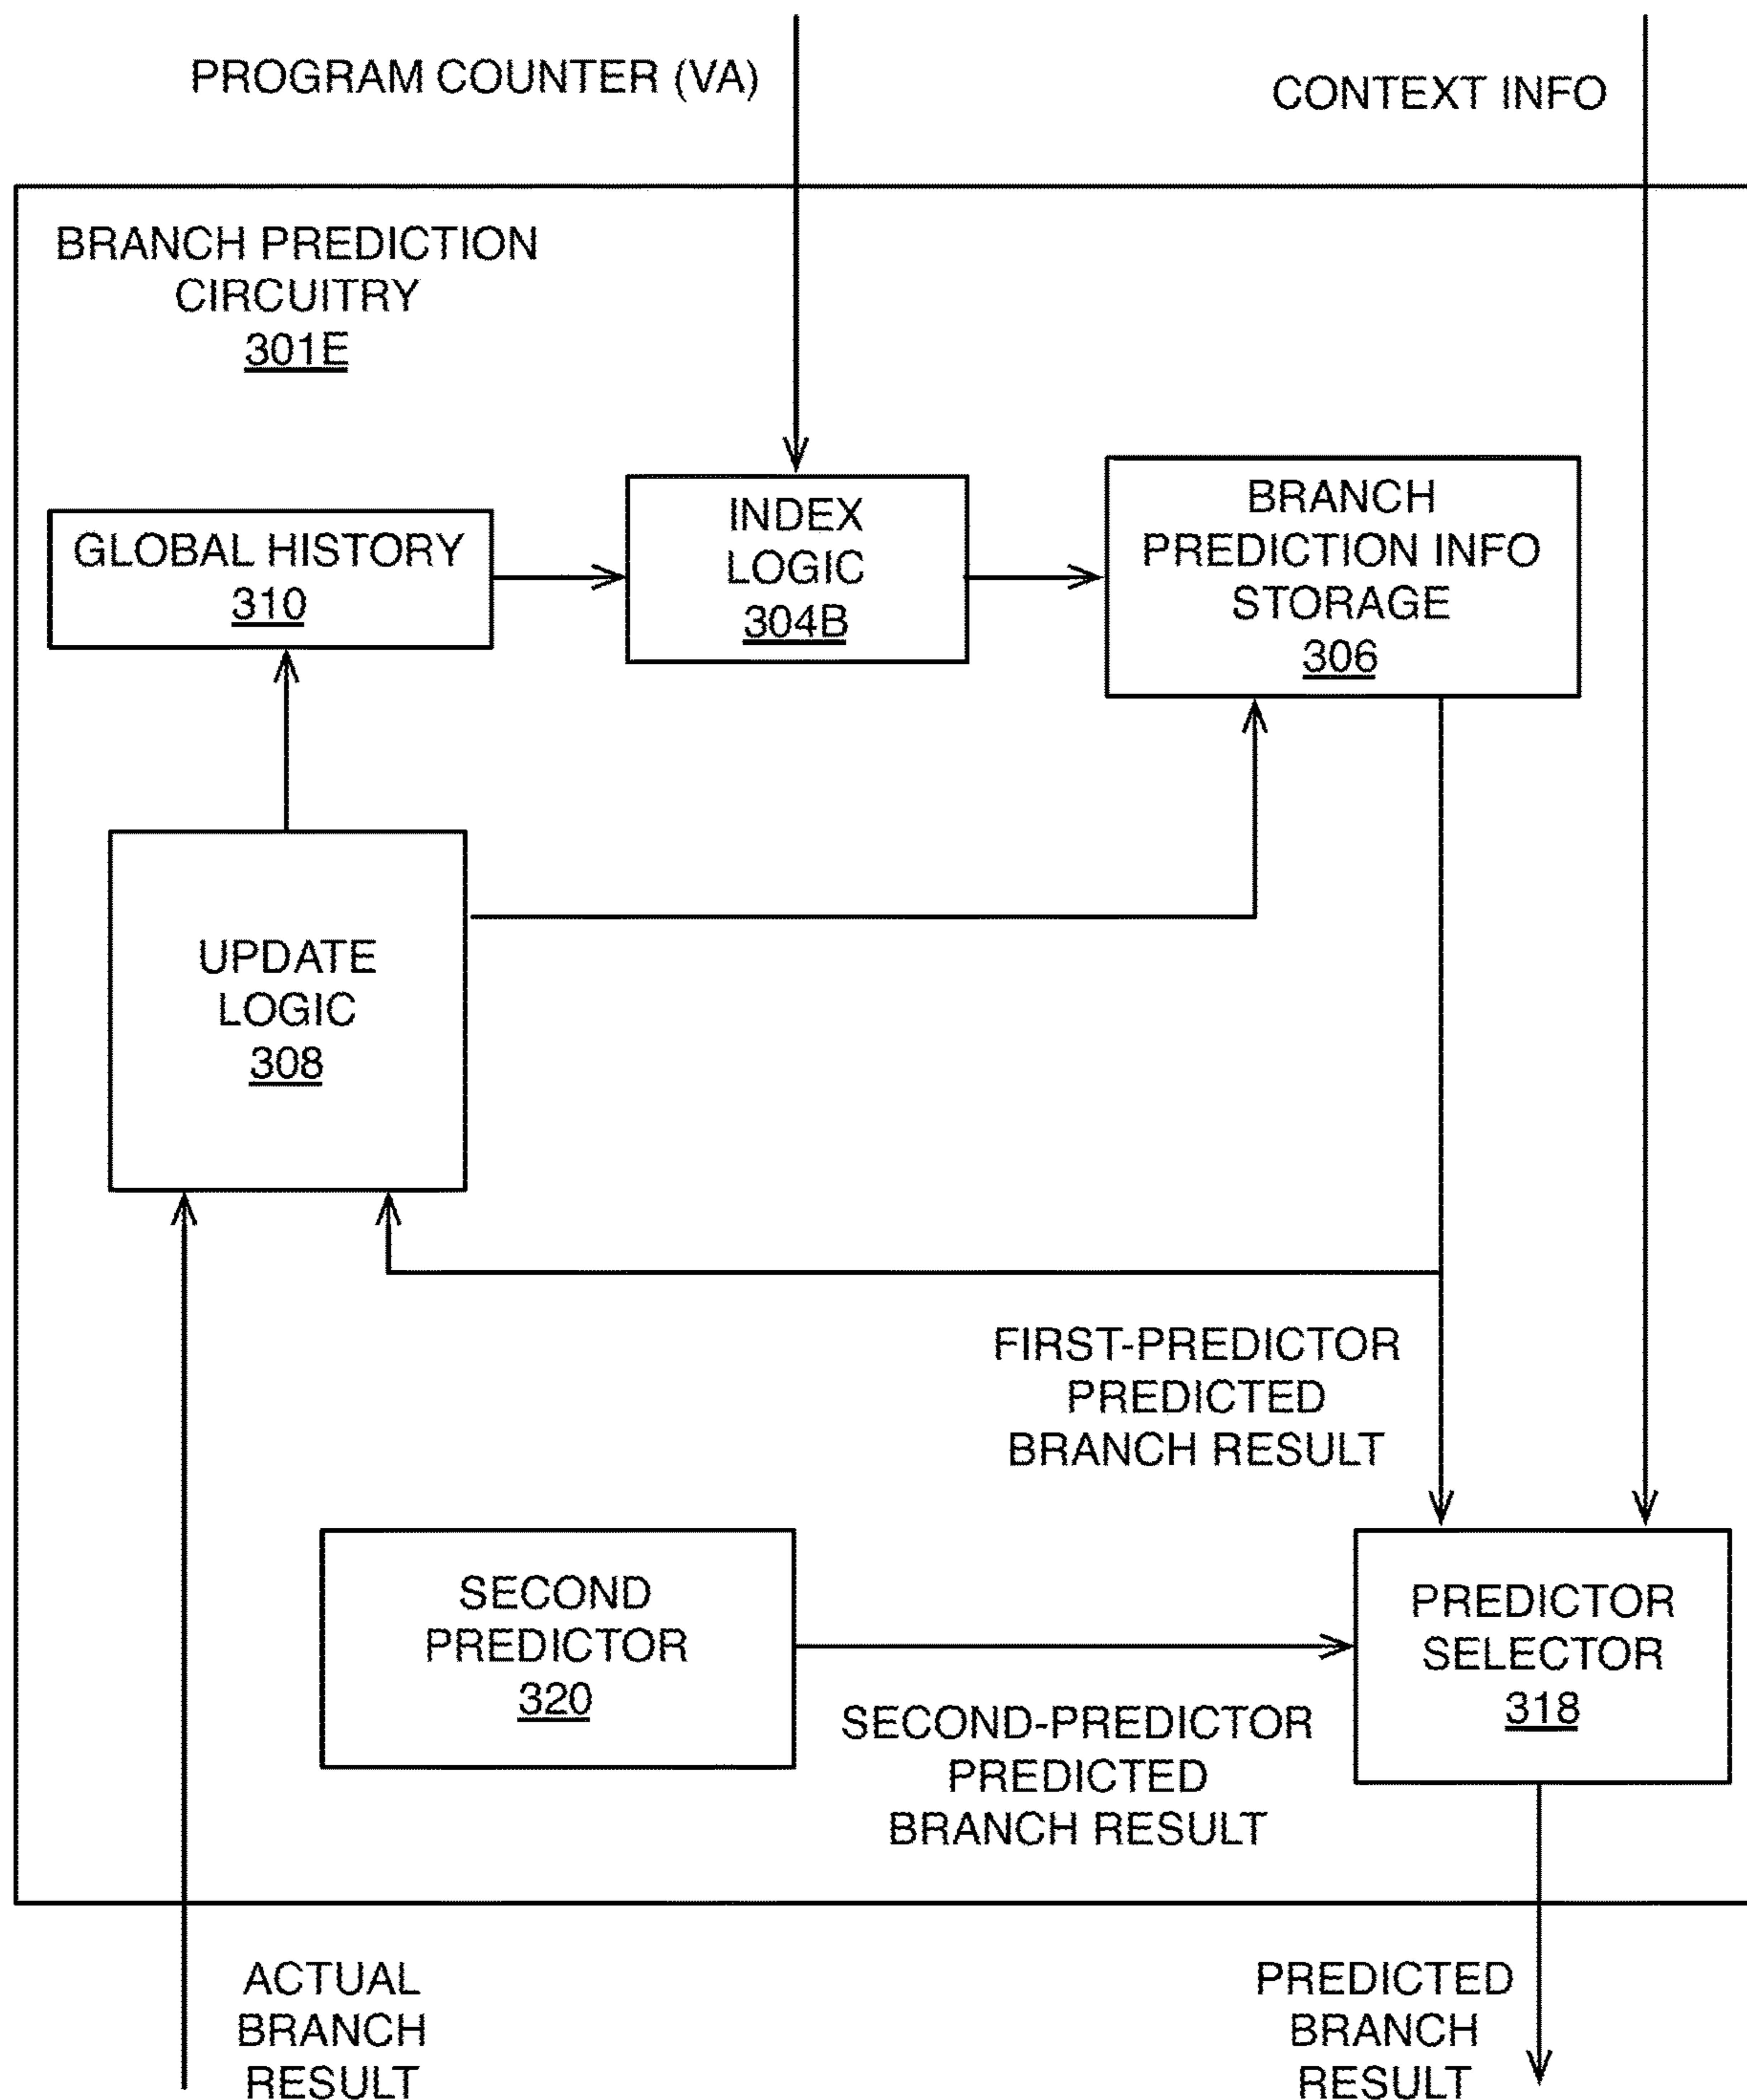 PROGRAM COUNTER (VA)
CONTEXT INFO
BRANCH PREDICTION
CIRCUITRY
301E
GLOBAL HISTORY
310
INDEX
LOGIC
304B
BRANCH
PREDICTION INFO
STORAGE
306
UPDATE
LOGIC
308
FIRST-PREDICTOR
PREDICTED
BRANCH RESULT
SECOND
PREDICTOR
320
SECOND-PREDICTOR
PREDICTED
BRANCH RESULT
PREDICTOR
SELECTOR
318
ACTUAL
BRANCH
RESULT
PREDICTED
BRANCH
RESULT